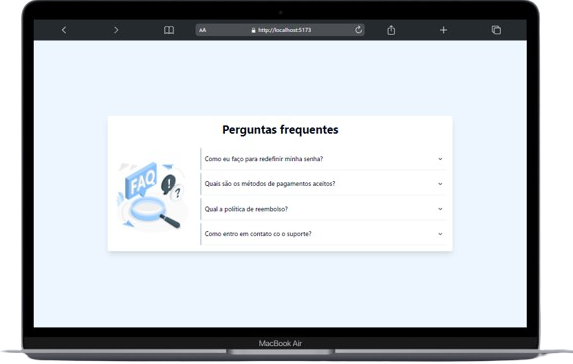 AA
http://localhost:5173
Perguntas frequentes
FAQ
!
?
Como eu faço para redefinir minha senha?
Quais são os métodos de pagamentos aceitos?
Qual a política de reembolso?
Como entro em contato co o suporte?
MacBook Air